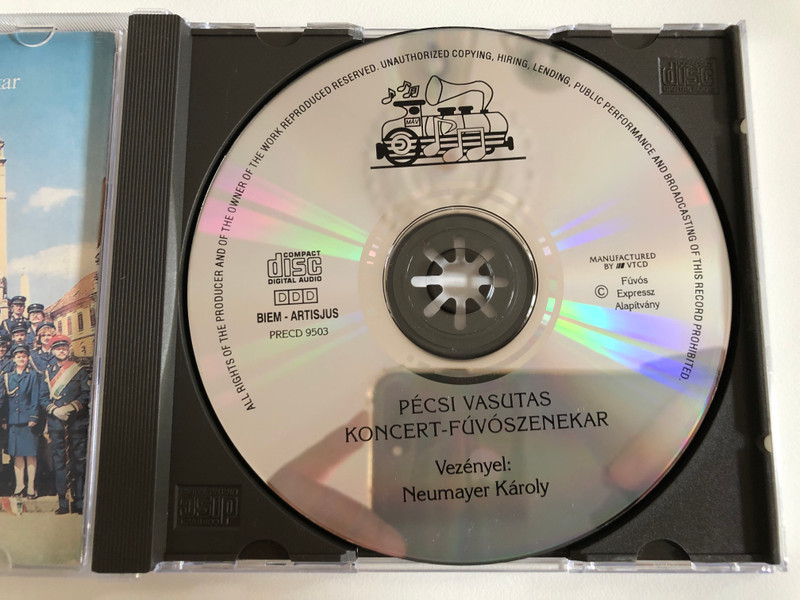 ar
ALL RIGHTS OF THE PRODUCER AND OF THE OWNER OF THE WORK REPRODUCED RESERVED. UNAUTHORIZED COPYING, HIRING, LENDING, PUBLIC PERFORMANCE AND BROADCASTING OF THIS RECORD PROHIBITED.
MÁV
COMPACT
disc
DIGITAL AUDIO
DDD
BIEM - ARTISJUS
PRECD 9503
MANUFACTURED
BY VTCD
© Fúvós
Expressz
Alapítvány
PÉCSI VASUTAS
KONCERT-FÚVÓSZENEKAR
Vezényel:
Neumayer Károly
disc
disc